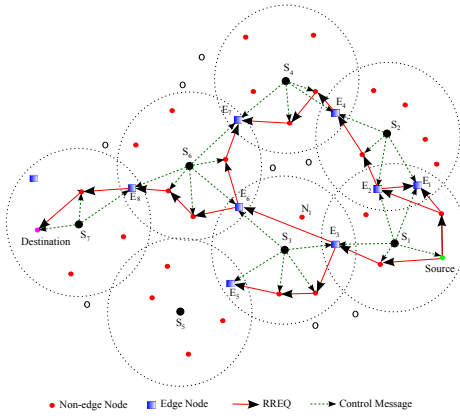 S4
E7
E4
S2
S6
E2
E1
E8
E6
N1
Destination
S7
S3
E3
S1
Source
E5
S5
Non-edge Node
Edge Node
RREQ
Control Message